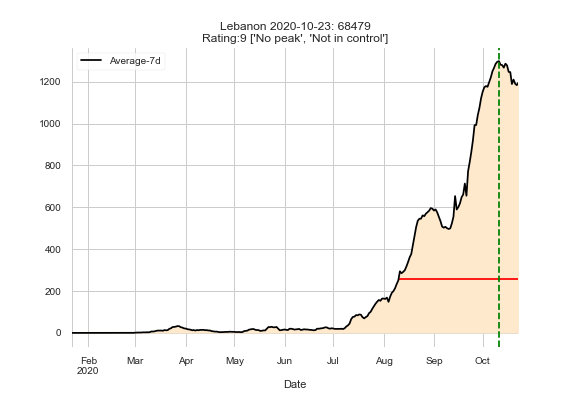 Lebanon 2020-10-23: 68479
Rating:9 ['No peak', 'Not in control']
Average-7d
1200
1000
800
600
400
200
0
Feb Mar Apr May Jun Jul Aug Sep Oct
2020
Date